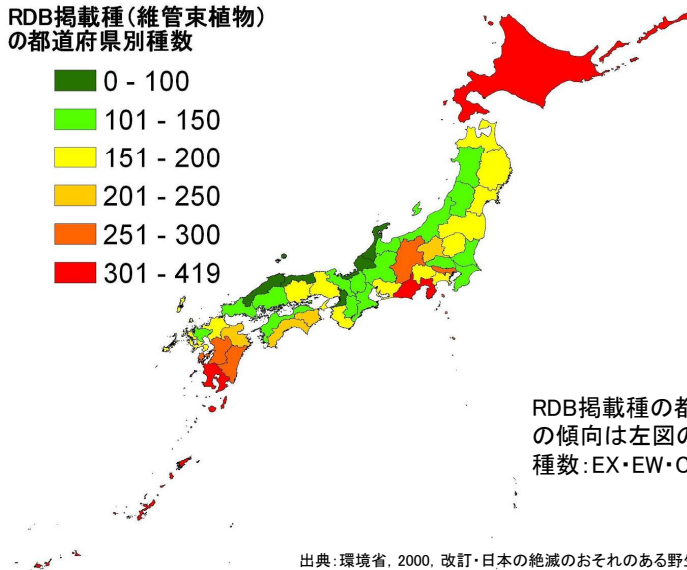 RDB掲載種(維管束植物)
の都道府県別種数
0 - 100
101 - 150
151 - 200
201 - 250
251 - 300
301 - 419
RDB掲載種の都
の傾向は左図の
種数:EX・EW・C
出典:環境省, 2000, 改訂・日本の絶滅のおそれのある野生